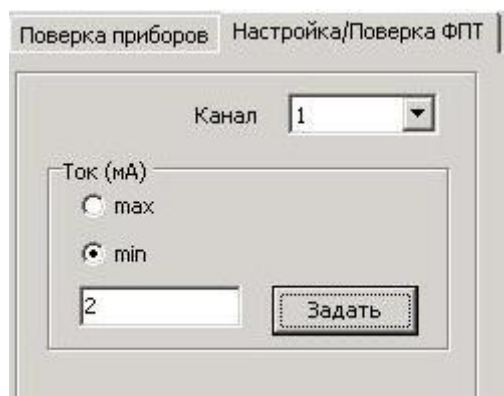 Поверка приборов Настройка/Поверка ФПТ
Канал 1
Ток (мА)
max
min
2 Задать